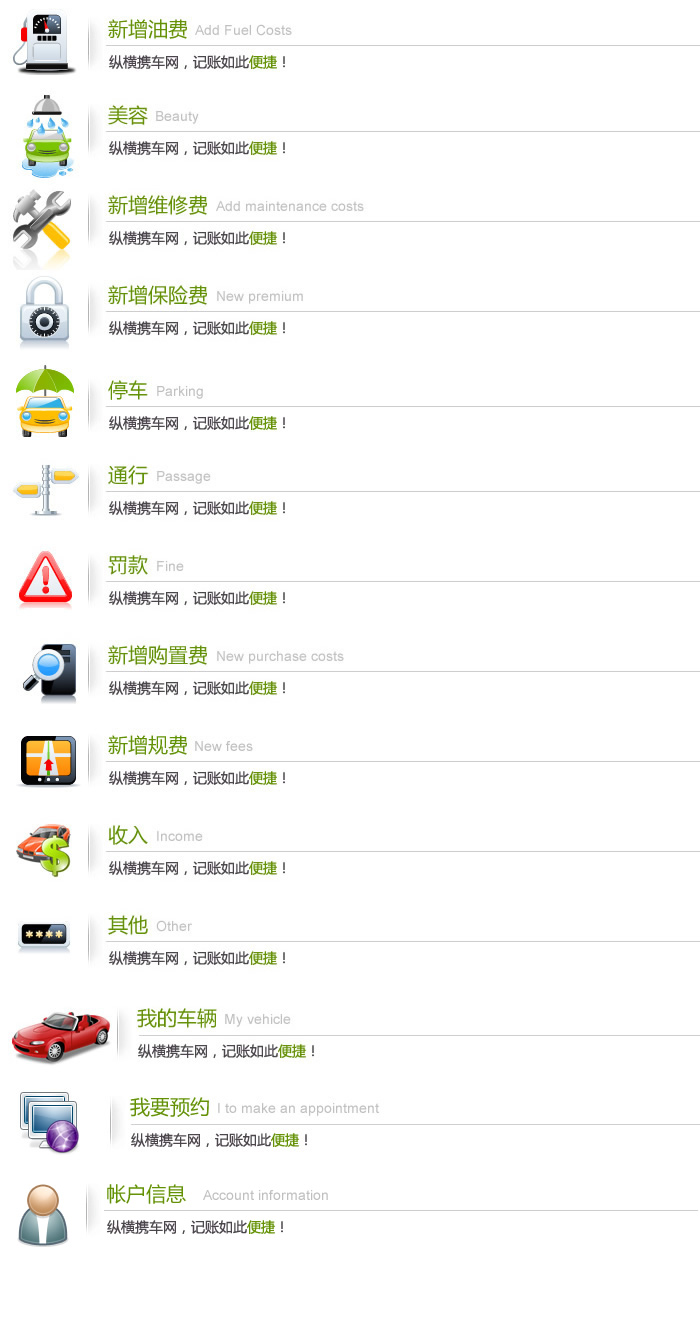 新增油费 Add Fuel Costs
纵横携车网，记账如此便捷！
美容 Beauty
纵横携车网，记账如此便捷！
新增维修费 Add maintenance costs
纵横携车网，记账如此便捷！
新增保险费 New premium
纵横携车网，记账如此便捷！
停车 Parking
纵横携车网，记账如此便捷！
通行 Passage
纵横携车网，记账如此便捷！
罚款 Fine
纵横携车网，记账如此便捷！
新增购置费 New purchase costs
纵横携车网，记账如此便捷！
新增规费 New fees
纵横携车网，记账如此便捷！
收入 Income
纵横携车网，记账如此便捷！
其他 Other
纵横携车网，记账如此便捷！
我的车辆 My vehicle
纵横携车网，记账如此便捷！
我要预约 I to make an appointment
纵横携车网，记账如此便捷！
帐户信息 Account information
纵横携车网，记账如此便捷！